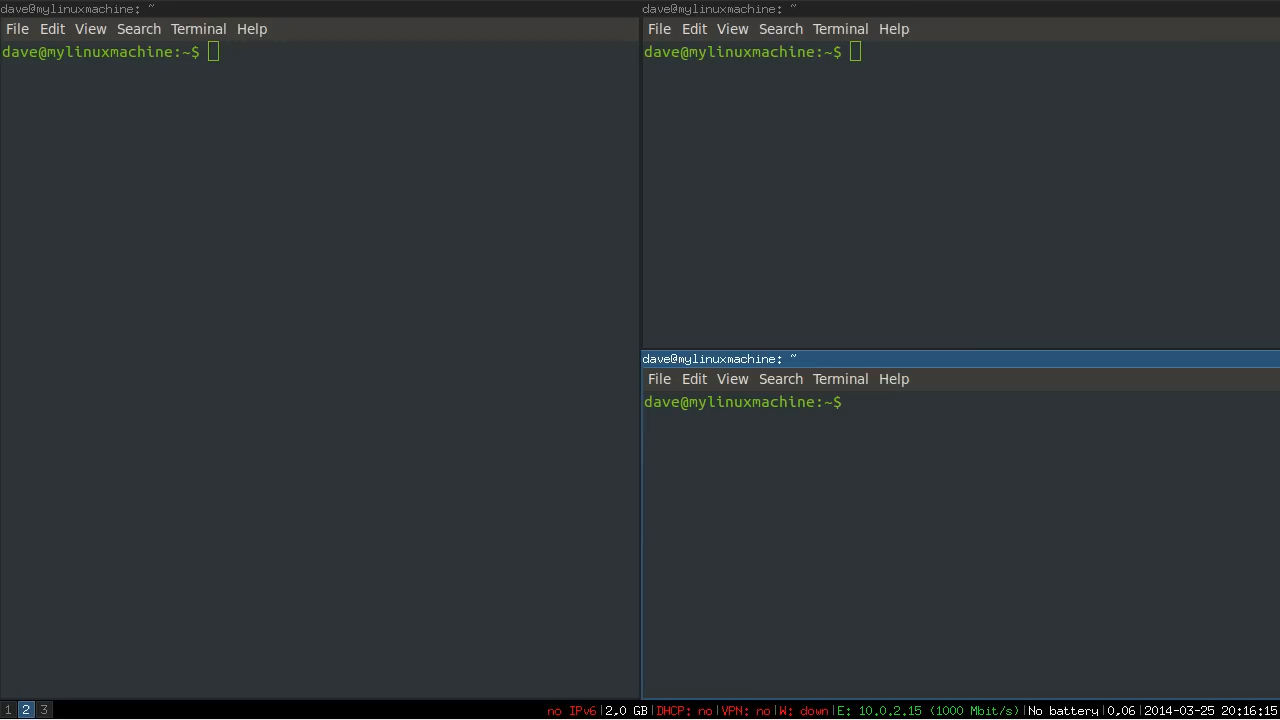 dave@mylinuxmachine: ~
File Edit View Search Terminal Help
dave@mylinuxmachine:~$
dave@mylinuxmachine: ~
File Edit View Search Terminal Help
dave@mylinuxmachine:~$
dave@mylinuxmachine: ~
File Edit View Search Terminal Help
dave@mylinuxmachine:~$
1 2 3
no IPv6|2,0 GB|DHCP: no|VPN: no|W: down|E: 10.0.2.15 (1000 Mbit/s)|No battery|0,06|2014-03-25 20:16:15